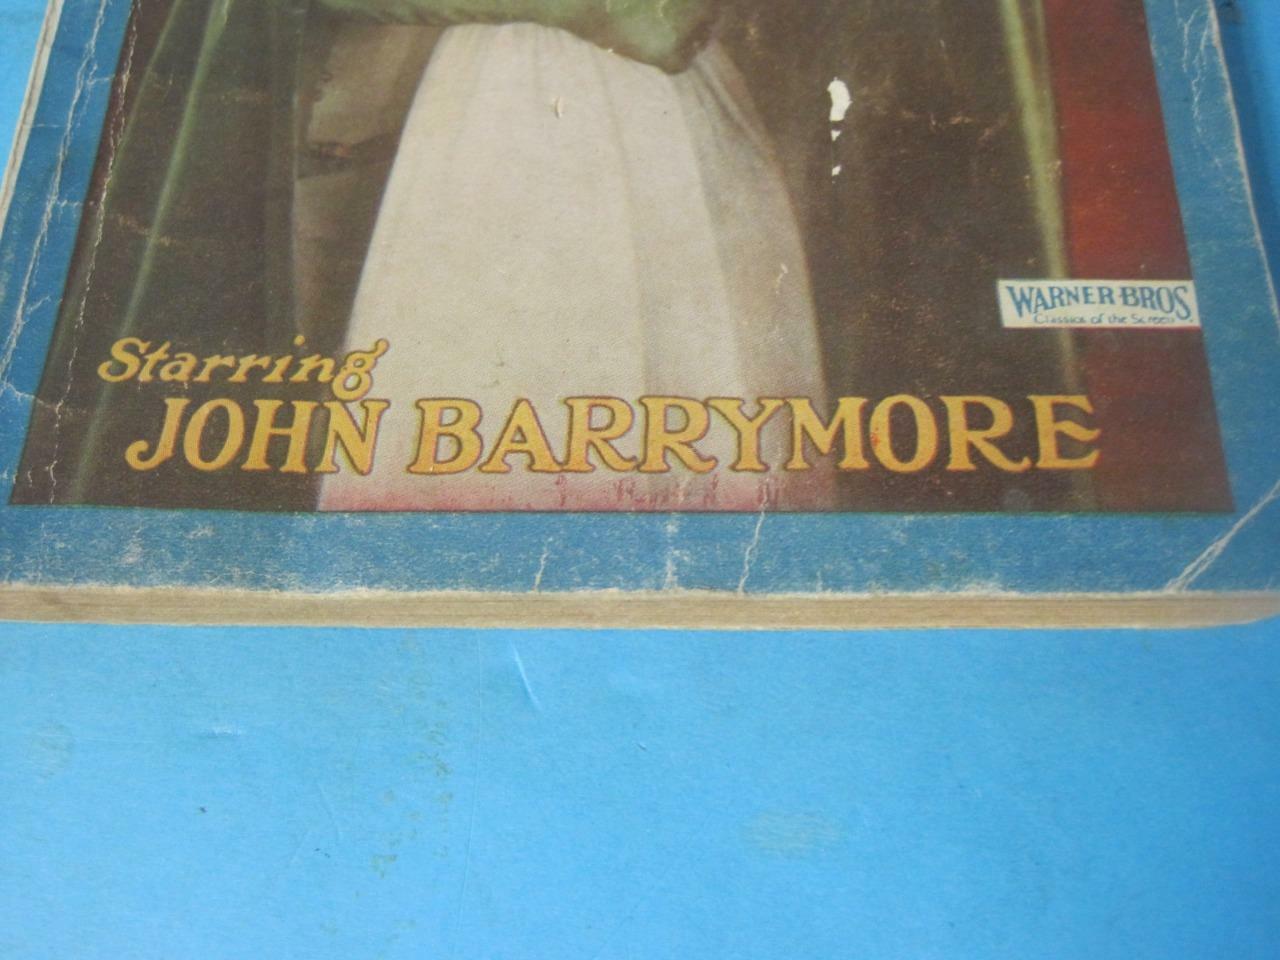 WARNER BROS.
Classics of the Screen
Starring
JOHN BARRYMORE